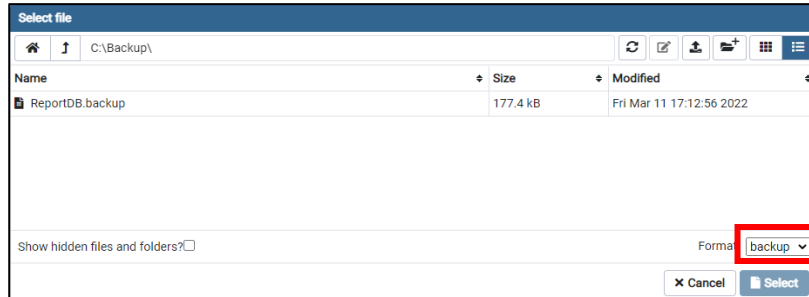 Select file
C:\Backup\
Name Size Modified
ReportDB.backup 177.4 kB Fri Mar 11 17:12:56 2022
Show hidden files and folders? Forma backup
Cancel Select